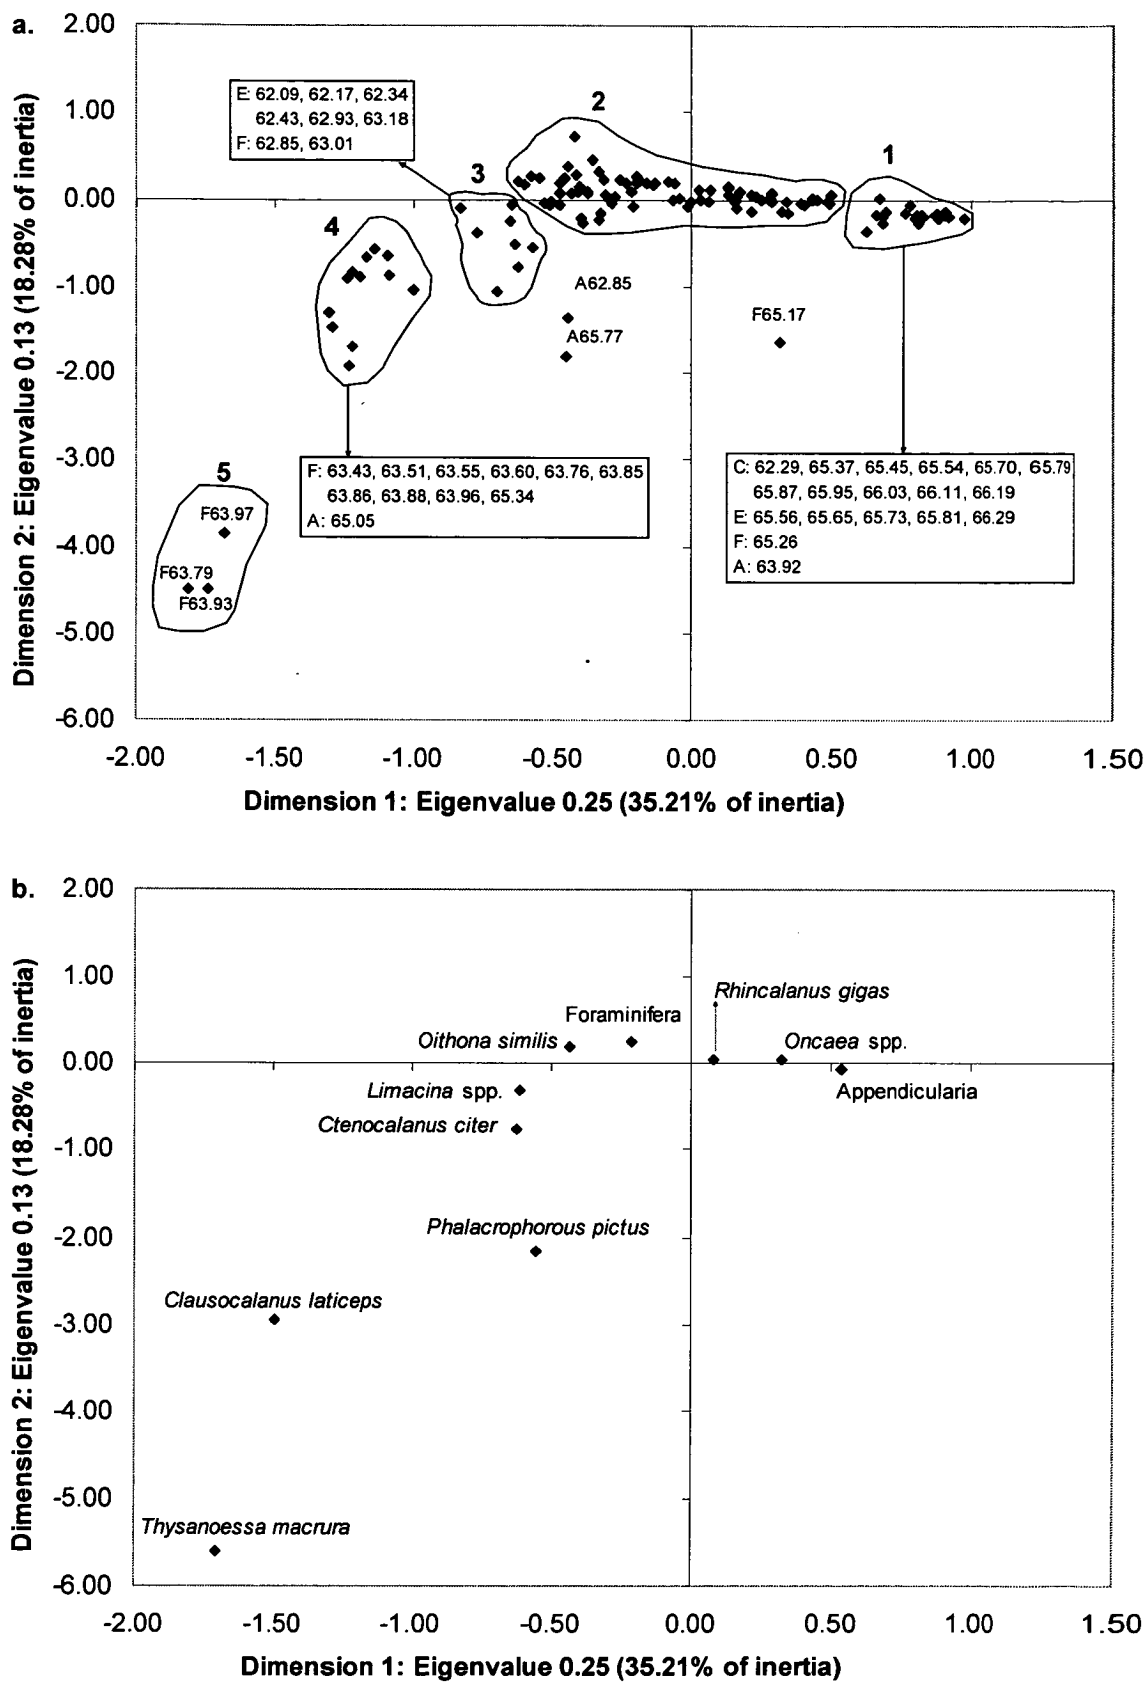 a.
2.00
1.00
0.00
-1.00
-2.00
-3.00
-4.00
-5.00
-6.00
Dimension 2: Eigenvalue 0.13 (18.28% of inertia)
E: 62.09, 62.17, 62.34
62.43, 62.93, 63.18
F: 62.85, 63.01
2
1
3
4
A62.85
A65.77
F65.17
5
F63.97
F63.79
F63.93
F: 63.43, 63.51, 63.55, 63.60, 63.76, 63.85
63.86, 63.88, 63.96, 65.34
A: 65.05
C: 62.29, 65.37, 65.45, 65.54, 65.70, 65.79
65.87, 65.95, 66.03, 66.11, 66.19
E: 65.56, 65.65, 65.73, 65.81, 66.29
F: 65.26
A: 63.92
-2.00 -1.50 -1.00 -0.50 0.00 0.50 1.00 1.50
Dimension 1: Eigenvalue 0.25 (35.21% of inertia)
b.
2.00
1.00
0.00
-1.00
-2.00
-3.00
-4.00
-5.00
-6.00
Dimension 2: Eigenvalue 0.13 (18.28% of inertia)
Rhincalanus gigas
Foraminifera
Oithona similis
Oncaea spp.
Limacina spp.
Appendicularia
Ctenocalanus citer
Phalacrophorous pictus
Clausocalanus laticeps
Thysanoessa macrura
-2.00 -1.50 -1.00 -0.50 0.00 0.50 1.00 1.50
Dimension 1: Eigenvalue 0.25 (35.21% of inertia)